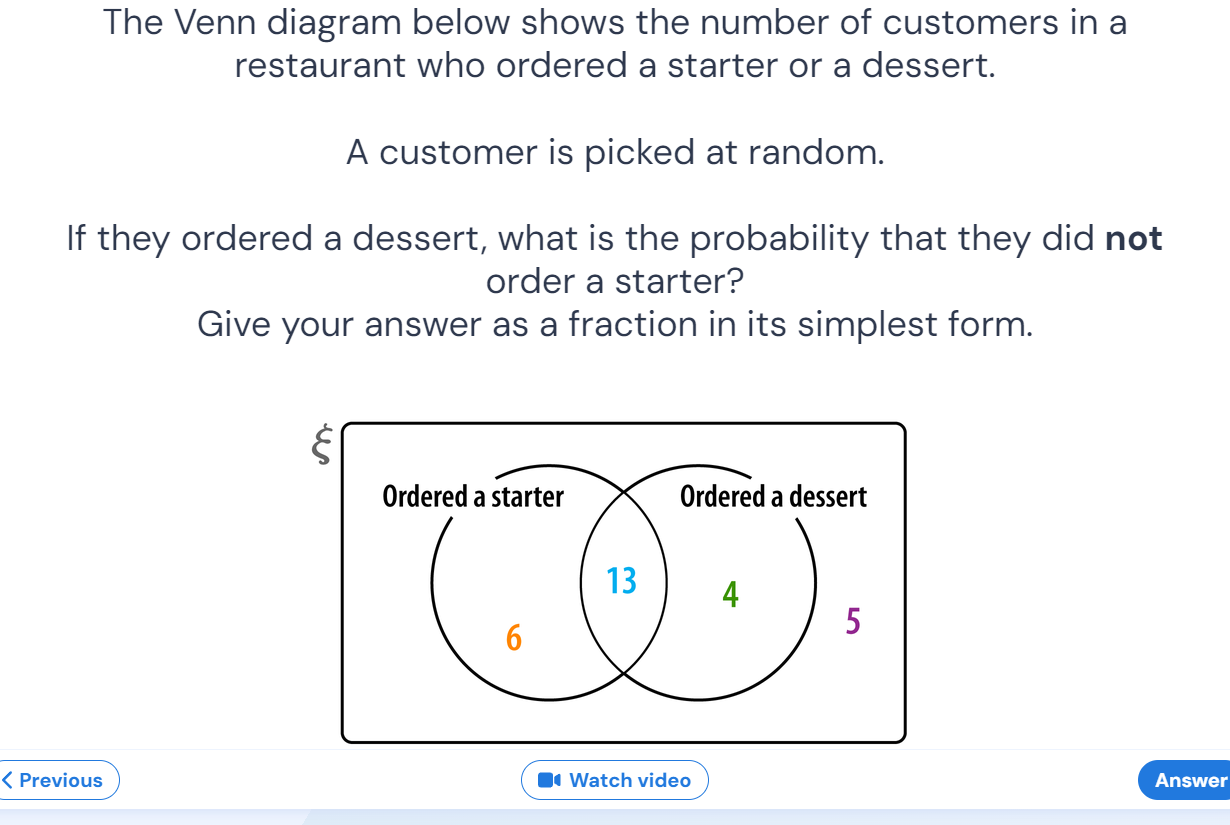 The Venn diagram below shows the number of customers in a
restaurant who ordered a starter or a dessert.
A customer is picked at random.
If they ordered a dessert, what is the probability that they did not
order a starter?
Give your answer as a fraction in its simplest form.
ξ
Ordered a starter
Ordered a dessert
13
4
5
6
Previous
Watch video
Answer